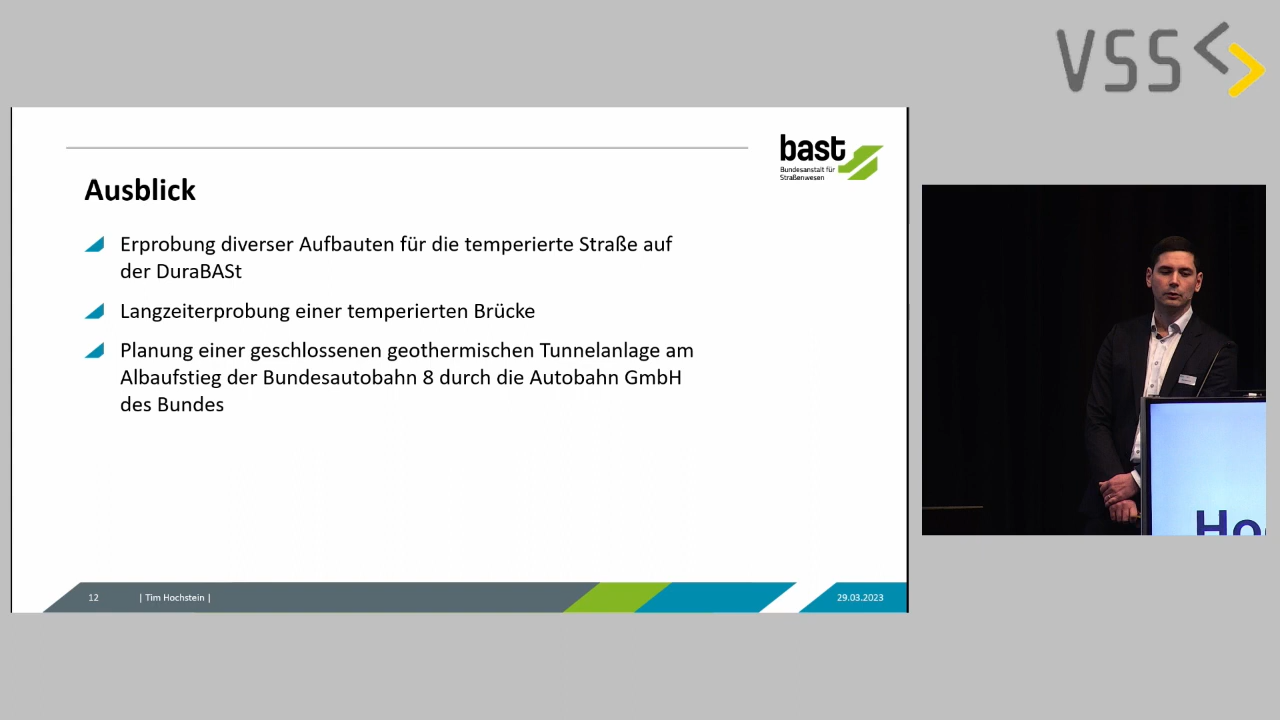 VSS
bast
Bundesanstalt für
Straßenwesen
Ausblick
Erprobung diverser Aufbauten für die temperierte Straße auf
der DuraBASt
Langzeiterprobung einer temperierten Brücke
Planung einer geschlossenen geothermischen Tunnelanlage am
Albaufstieg der Bundesautobahn 8 durch die Autobahn GmbH
des Bundes
12 | Tim Hochstein | 29.03.2023